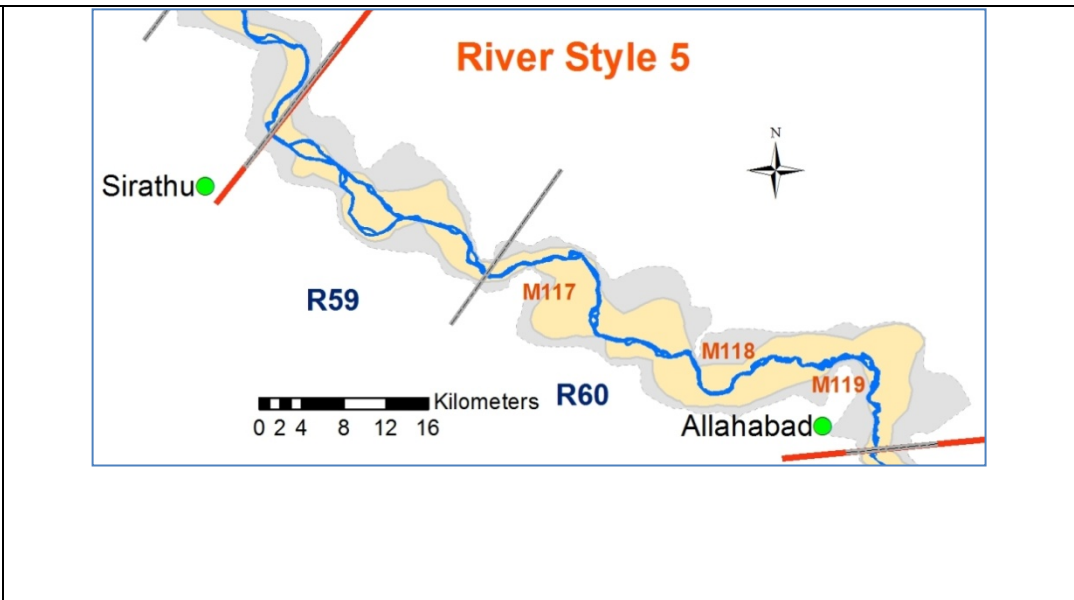 River Style 5
N
Sirathu
R59
M117
M118
M119
R60
Kilometers
0 2 4 8 12 16
Allahabad